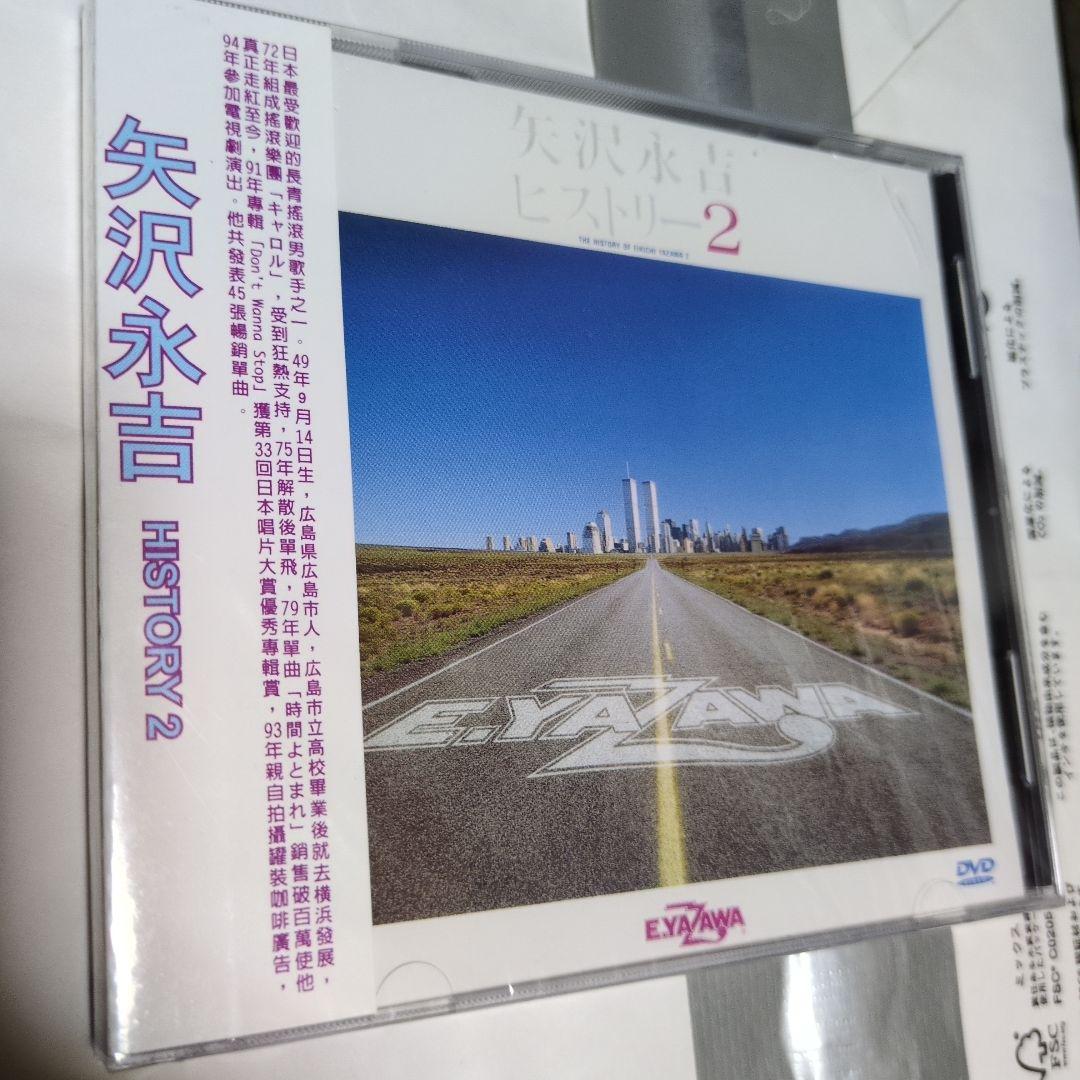 矢沢永吉 HISTORY 2
日本最受歡迎的長青搖滾男歌手之一。49年9月14日生，広島県広島市人，広島市立高校畢業後就去横浜發展，
72年組成搖滾樂團「キャロル」，受到狂熱支持，75年解散後單飛，79年單曲「時間よとまれ」銷售破百萬使他
真正走紅至今，91年專輯「Don't Wanna Stop」獲第33回日本唱片大賞優秀專輯賞，93年親自拍攝罐裝咖啡廣告，
94年參加電視劇演出。他共發表45張暢銷單曲。
矢沢永吉
ヒストリー2
THE HISTORY OF EIKICHI YAZAWA 2
E.YAZAWA
E.YAZAWA
DVD
ミックス
FSC